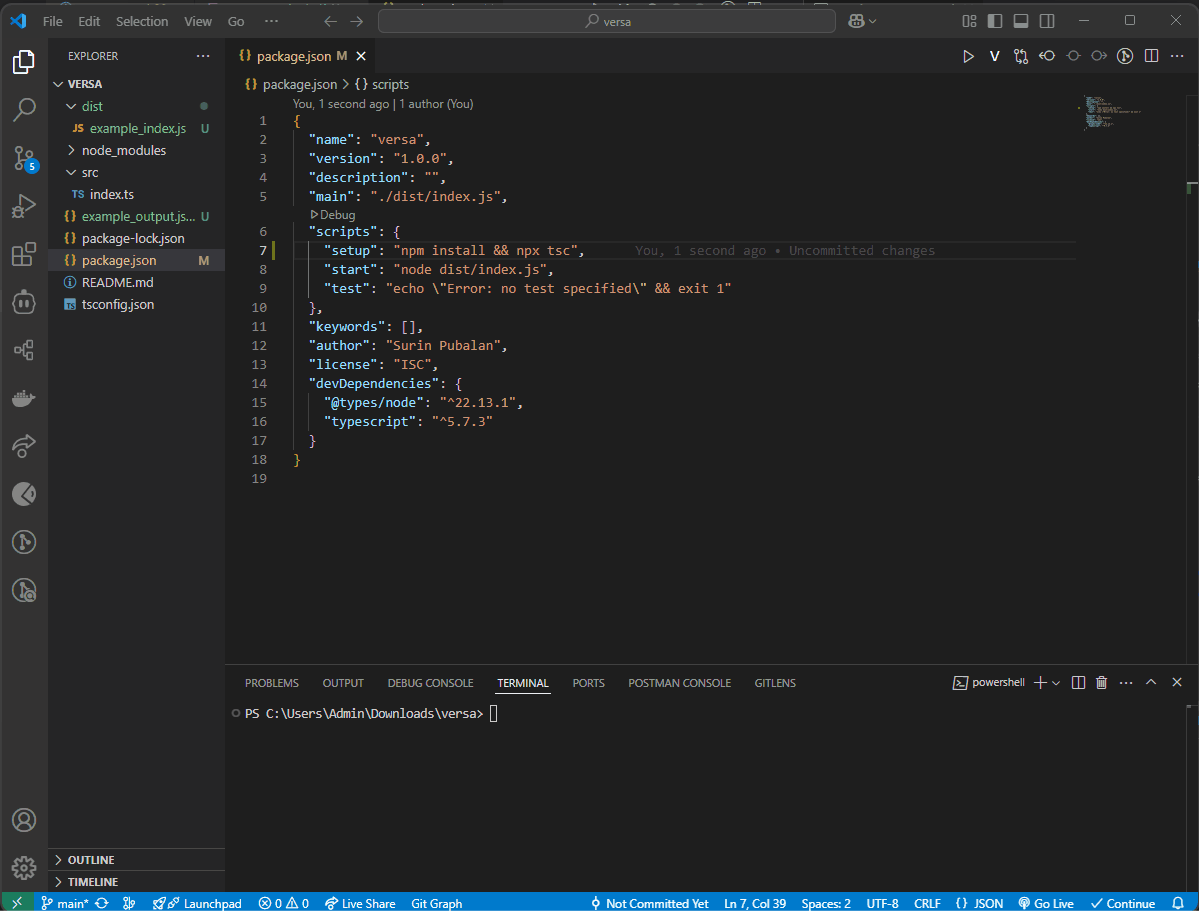 File Edit Selection View Go ··· versa
EXPLORER ···
VERSA
dist
JS example_index.js U
node_modules
src
TS index.ts
{} example_output.js... U
{} package-lock.json
{} package.json M
README.md
TS tsconfig.json
OUTLINE
TIMELINE
5
{} package.json M
V
{} package.json > {} scripts
You, 1 second ago | 1 author (You)
1 {
2 "name": "versa",
3 "version": "1.0.0",
4 "description": "",
5 "main": "./dist/index.js",
Debug
6 "scripts": {
7 "setup": "npm install && npx tsc", You, 1 second ago • Uncommitted changes
8 "start": "node dist/index.js",
9 "test": "echo \"Error: no test specified\" && exit 1"
10 },
11 "keywords": [],
12 "author": "Surin Pubalan",
13 "license": "ISC",
14 "devDependencies": {
15 "@types/node": "^22.13.1",
16 "typescript": "^5.7.3"
17 }
18 }
19
PROBLEMS OUTPUT DEBUG CONSOLE TERMINAL PORTS POSTMAN CONSOLE GITLENS powershell ···
PS C:\Users\Admin\Downloads\versa>
main* Launchpad 0 0 Live Share Git Graph Not Committed Yet Ln 7, Col 39 Spaces: 2 UTF-8 CRLF {} JSON Go Live Continue